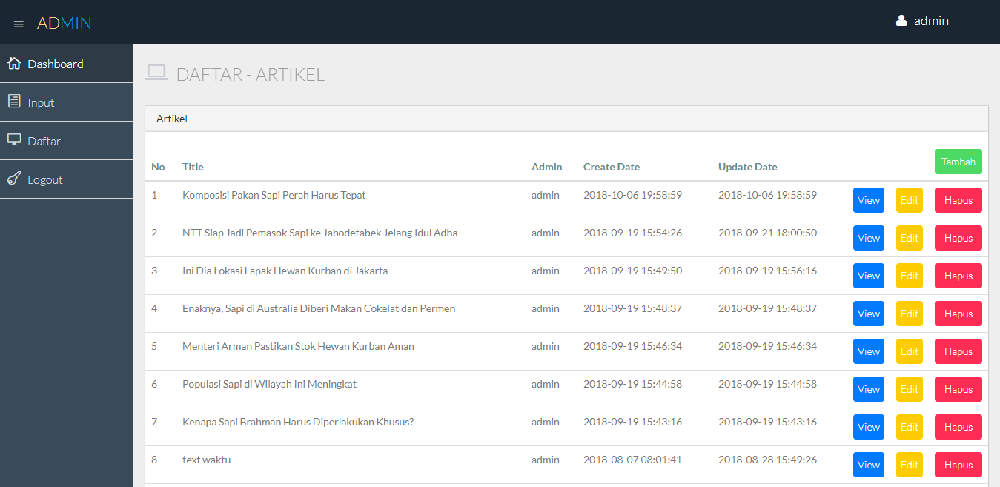 ADMIN admin
Dashboard
Input
Daftar
Logout
DAFTAR - ARTIKEL
Artikel
Tambah
No Title Admin Create Date Update Date
1 Komposisi Pakan Sapi Perah Harus Tepat admin 2018-10-06 19:58:59 2018-10-06 19:58:59 View Edit Hapus
2 NTT Siap Jadi Pemasok Sapi ke Jabodetabek Jelang Idul Adha admin 2018-09-19 15:54:26 2018-09-21 18:00:50 View Edit Hapus
3 Ini Dia Lokasi Lapak Hewan Kurban di Jakarta admin 2018-09-19 15:49:50 2018-09-19 15:56:16 View Edit Hapus
4 Enaknya, Sapi di Australia Diberi Makan Cokelat dan Permen admin 2018-09-19 15:48:37 2018-09-19 15:48:37 View Edit Hapus
5 Menteri Arman Pastikan Stok Hewan Kurban Aman admin 2018-09-19 15:46:34 2018-09-19 15:46:34 View Edit Hapus
6 Populasi Sapi di Wilayah Ini Meningkat admin 2018-09-19 15:44:58 2018-09-19 15:44:58 View Edit Hapus
7 Kenapa Sapi Brahman Harus Diperlakukan Khusus? admin 2018-09-19 15:43:16 2018-09-19 15:43:16 View Edit Hapus
8 text waktu admin 2018-08-07 08:01:41 2018-08-28 15:49:26 View Edit Hapus